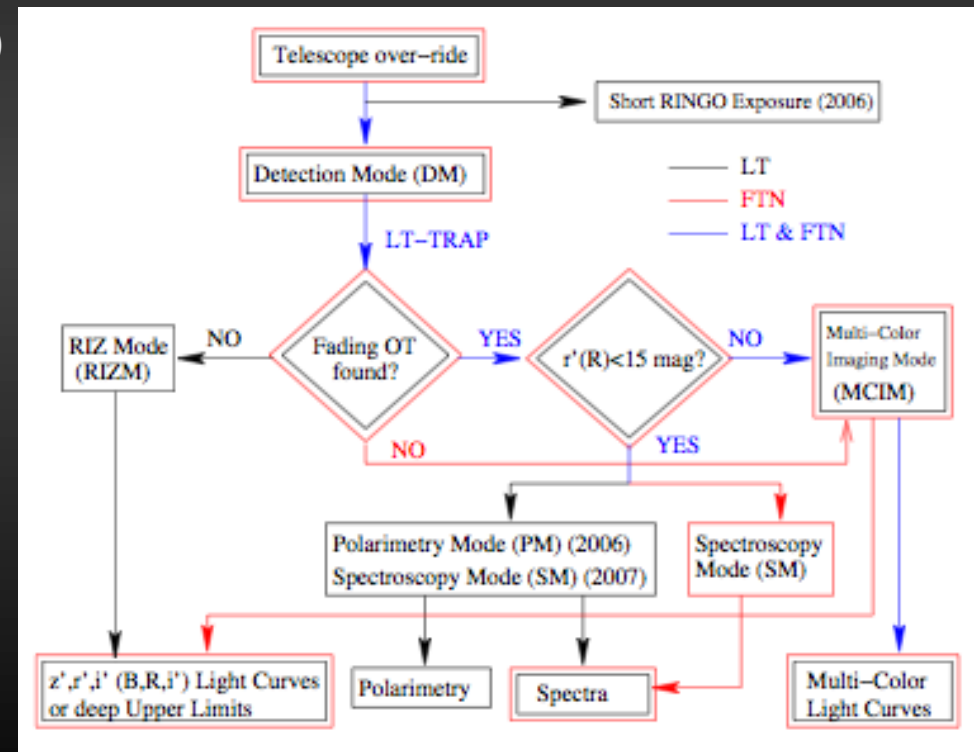 Telescope over-ride
Short RINGO Exposure (2006)
Detection Mode (DM)
LT
FTN
LT & FTN
LT-TRAP
RIZ Mode
(RIZM)
NO
Fading OT
found?
YES
r'(R)<15 mag?
NO
Multi-Color
Imaging Mode
(MCIM)
NO
YES
Polarimetry Mode (PM) (2006)
Spectroscopy Mode (SM) (2007)
Spectroscopy
Mode (SM)
z',r',i' (B,R,i') Light Curves
or deep Upper Limits
Polarimetry
Spectra
Multi-Color
Light Curves